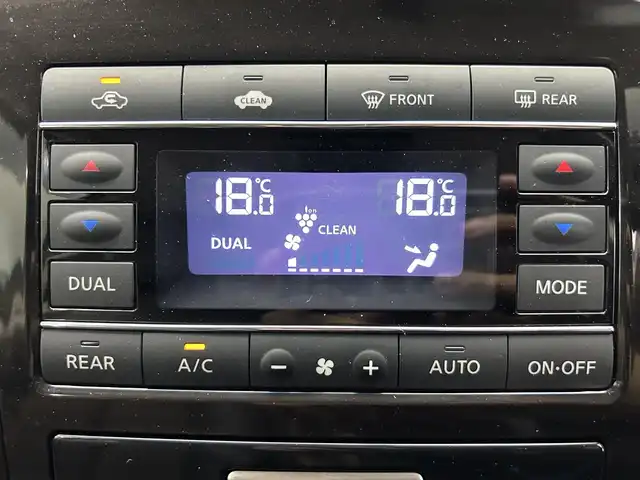 CLEAN
FRONT
REAR
18.0°C
18.0°C
ion
CLEAN
DUAL
DUAL
MODE
REAR
A/C
AUTO
ON·OFF